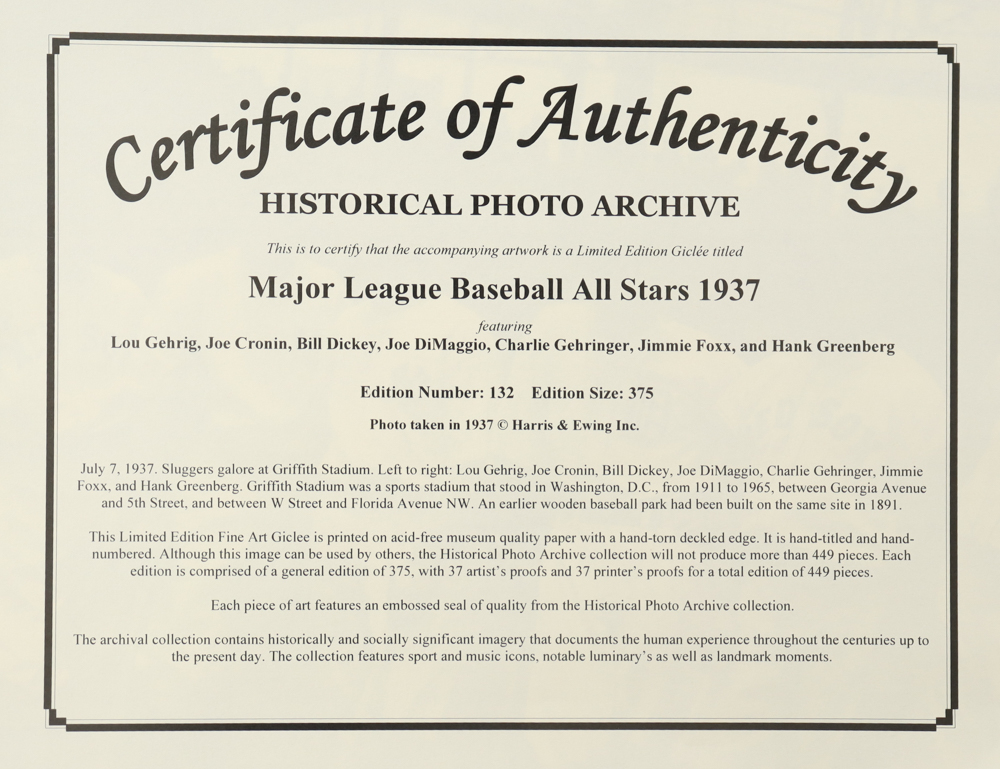 Certificate of Authenticity
HISTORICAL PHOTO ARCHIVE
This is to certify that the accompanying artwork is a Limited Edition Giclée titled
Major League Baseball All Stars 1937
featuring
Lou Gehrig, Joe Cronin, Bill Dickey, Joe DiMaggio, Charlie Gehringer, Jimmie Foxx, and Hank Greenberg
Edition Number: 132 Edition Size: 375
Photo taken in 1937 © Harris & Ewing Inc.
July 7, 1937. Sluggers galore at Griffith Stadium. Left to right: Lou Gehrig, Joe Cronin, Bill Dickey, Joe DiMaggio, Charlie Gehringer, Jimmie
Foxx, and Hank Greenberg. Griffith Stadium was a sports stadium that stood in Washington, D.C., from 1911 to 1965, between Georgia Avenue
and 5th Street, and between W Street and Florida Avenue NW. An earlier wooden baseball park had been built on the same site in 1891.
This Limited Edition Fine Art Giclee is printed on acid-free museum quality paper with a hand-torn deckled edge. It is hand-titled and hand-
numbered. Although this image can be used by others, the Historical Photo Archive collection will not produce more than 449 pieces. Each
edition is comprised of a general edition of 375, with 37 artist's proofs and 37 printer's proofs for a total edition of 449 pieces.
Each piece of art features an embossed seal of quality from the Historical Photo Archive collection.
The archival collection contains historically and socially significant imagery that documents the human experience throughout the centuries up to
the present day. The collection features sport and music icons, notable luminary's as well as landmark moments.